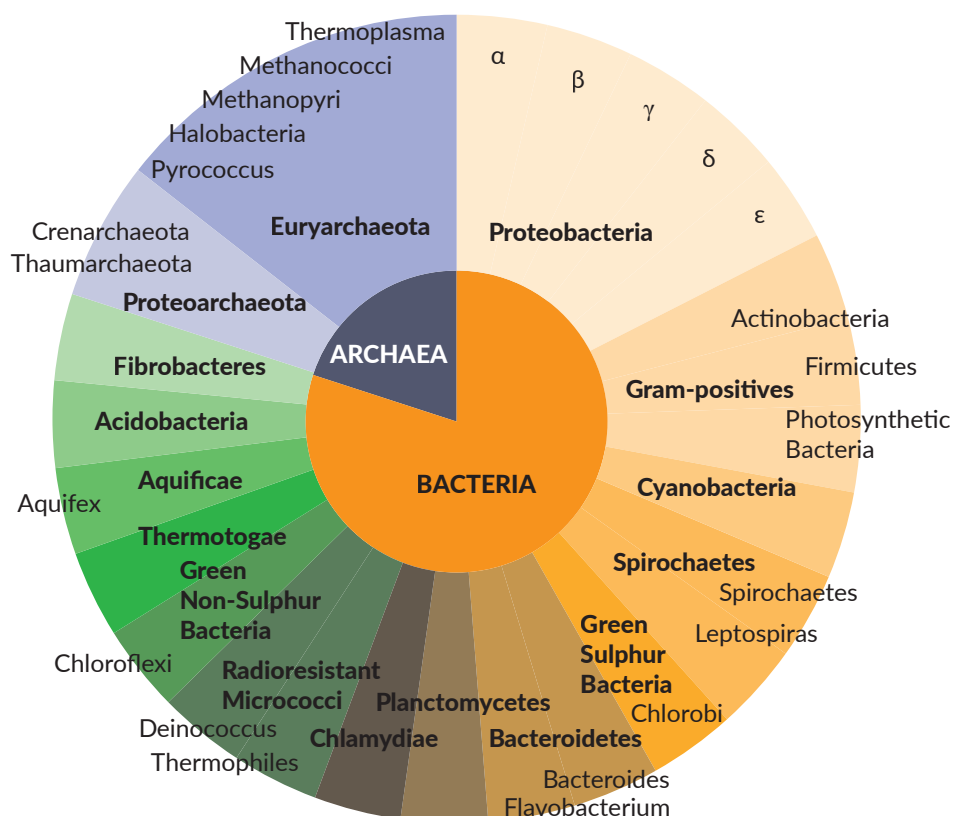 Thermoplasma
Methanococci
Methanopyri
Halobacteria
Pyrococcus
Euryarchaeota
α
β
γ
δ
ε
Proteobacteria
Crenarchaeota
Thaumarchaeota
Proteoarchaeota
ARCHAEA
BACTERIA
Actinobacteria
Firmicutes
Gram-positives
Photosynthetic
Bacteria
Cyanobacteria
Spirochaetes
Spirochaetes
Leptospiras
Green
Sulphur
Bacteria
Chlorobi
Bacteroidetes
Bacteroides
Flavobacterium
Planctomycetes
Chlamydiae
Radioresistant
Micrococci
Deinococcus
Thermophiles
Green
Non-Sulphur
Bacteria
Chloroflexi
Thermotogae
Aquificae
Aquifex
Acidobacteria
Fibrobacteres